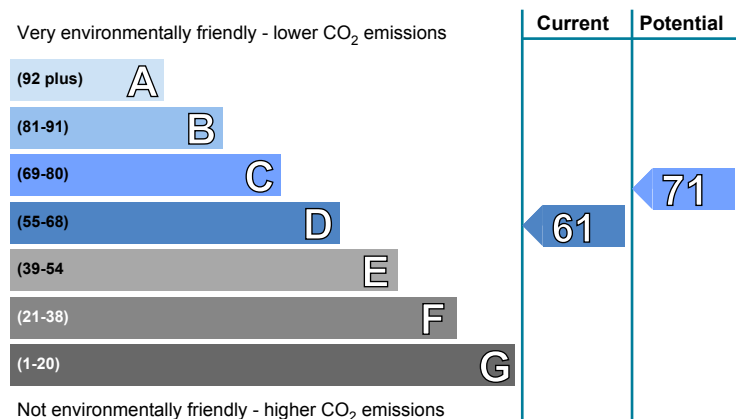 Current Potential
Very environmentally friendly - lower CO2 emissions
(92 plus) A
(81-91) B
(69-80) C
71
(55-68) D
61
(39-54 E
(21-38) F
(1-20) G
Not environmentally friendly - higher CO2 emissions